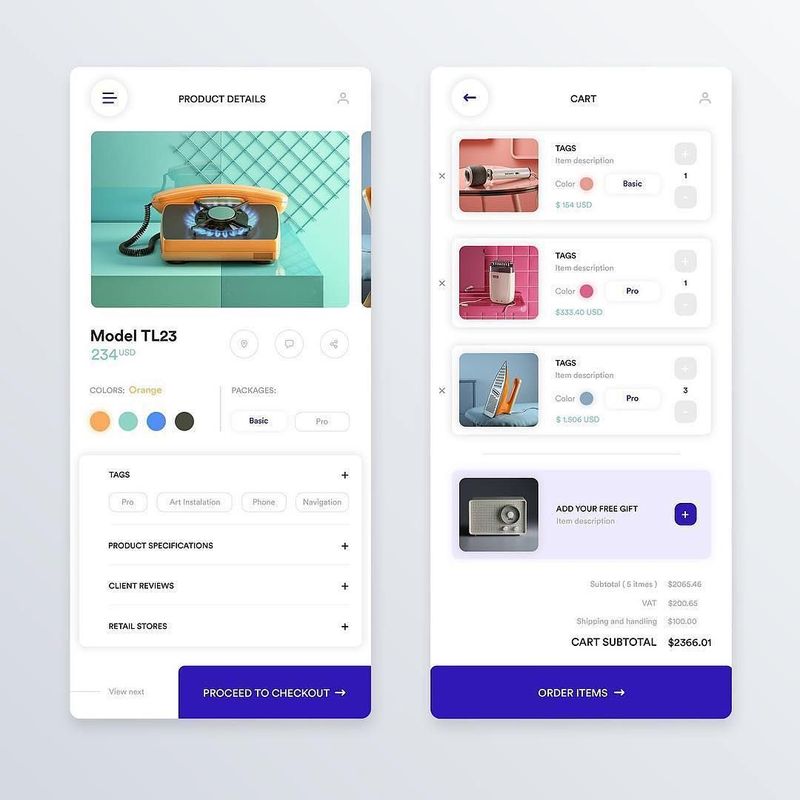 PRODUCT DETAILS
Model TL23
234 USD
COLORS: Orange
PACKAGES:
Basic
Pro
TAGS
Pro
Art Instalation
Phone
Navigation
PRODUCT SPECIFICATIONS
CLIENT REVIEWS
RETAIL STORES
View next
PROCEED TO CHECKOUT →
CART
TAGS
Item description
Color
Basic
$ 154 USD
1
TAGS
Item description
Color
Pro
$333.40 USD
1
TAGS
Item description
Color
Pro
$ 1.506 USD
3
ADD YOUR FREE GIFT
Item description
Subtotal ( 5 itmes ) $2065.46
VAT $200.65
Shipping and handling $100.00
CART SUBTOTAL $2366.01
ORDER ITEMS →